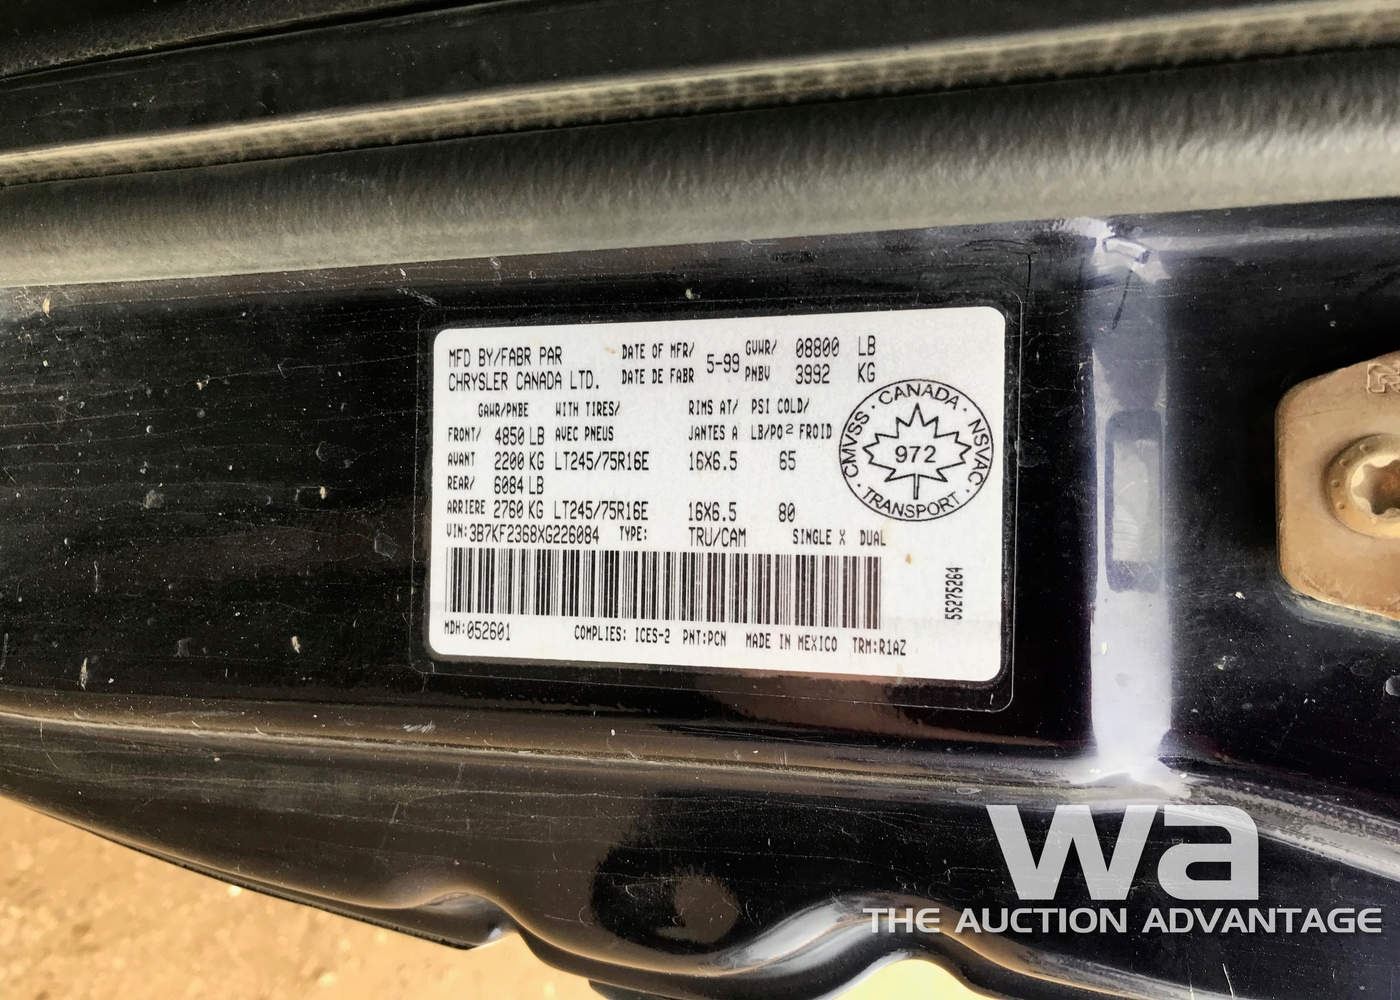 MFD BY/FABR PAR DATE OF MFR/ 5-99 GVWR/ 08800 LB
CHRYSLER CANADA LTD. DATE DE FABR PNBV 3992 KG
GAWR/PNBE WITH TIRES/ RIMS AT/ PSI COLD/
FRONT/ 4850 LB AVEC PNEUS JANTES A LB/PO² FROID
AVANT 2200 KG LT245/75R16E 16X6.5 65
REAR/ 6084 LB
ARRIERE 2760 KG LT245/75R16E 16X6.5 80
VIN:3B7KF2368XG226084 TYPE: TRU/CAM SINGLE X DUAL
CMVSS · CANADA · NSVAC · TRANSPORT ·
972
55275264
MDH:052601 COMPLIES: ICES-2 PNT:PCN MADE IN MEXICO TRM:R1AZ
wa
THE AUCTION ADVANTAGE